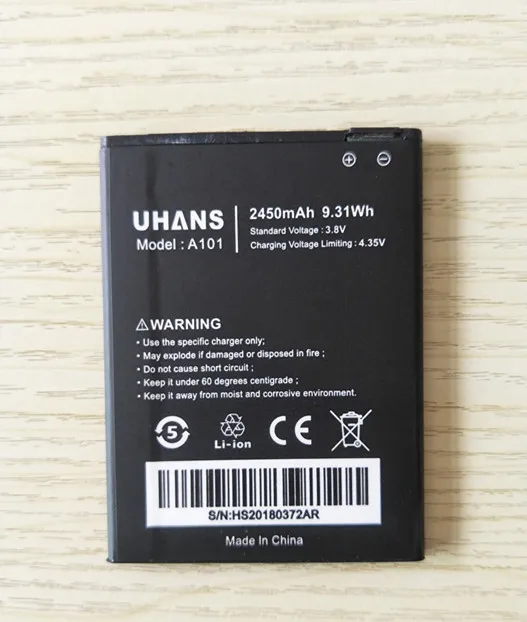 UHANS
Model : A101
2450mAh 9.31Wh
Standard Voltage : 3.8V
Charging Voltage Limiting : 4.35V
WARNING
• Use the specific charger only;
• May explode if damaged or disposed in fire ;
• Do not cause short circuit ;
• Keep it under 60 degrees centigrade ;
• Keep it away from moist and corrosive environment.
5
Li-ion
CE
S/N:HS20180372AR
Made In China